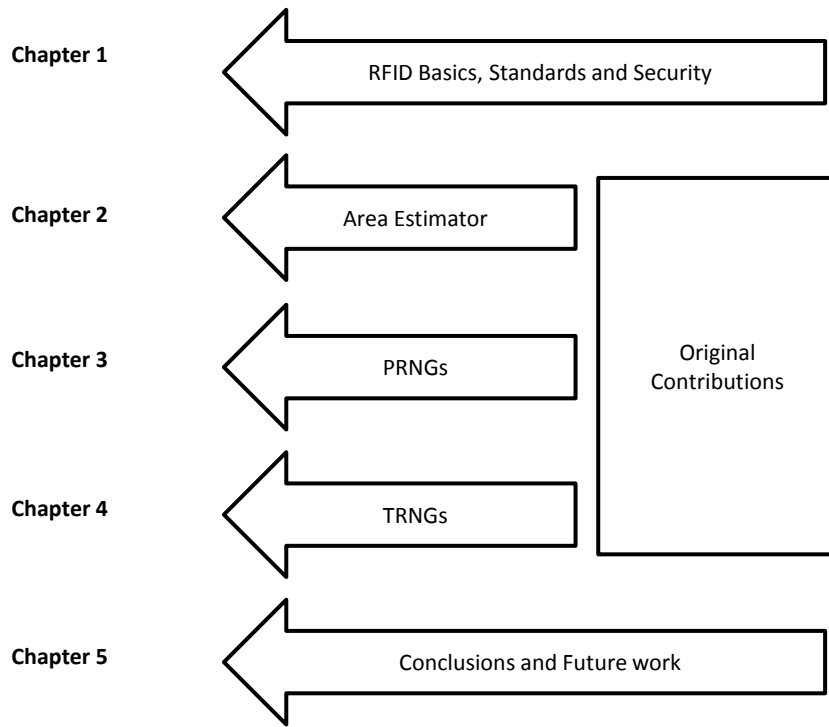 Chapter 1
RFID Basics, Standards and Security
Chapter 2
Area Estimator
Chapter 3
PRNGs
Original
Contributions
Chapter 4
TRNGs
Chapter 5
Conclusions and Future work